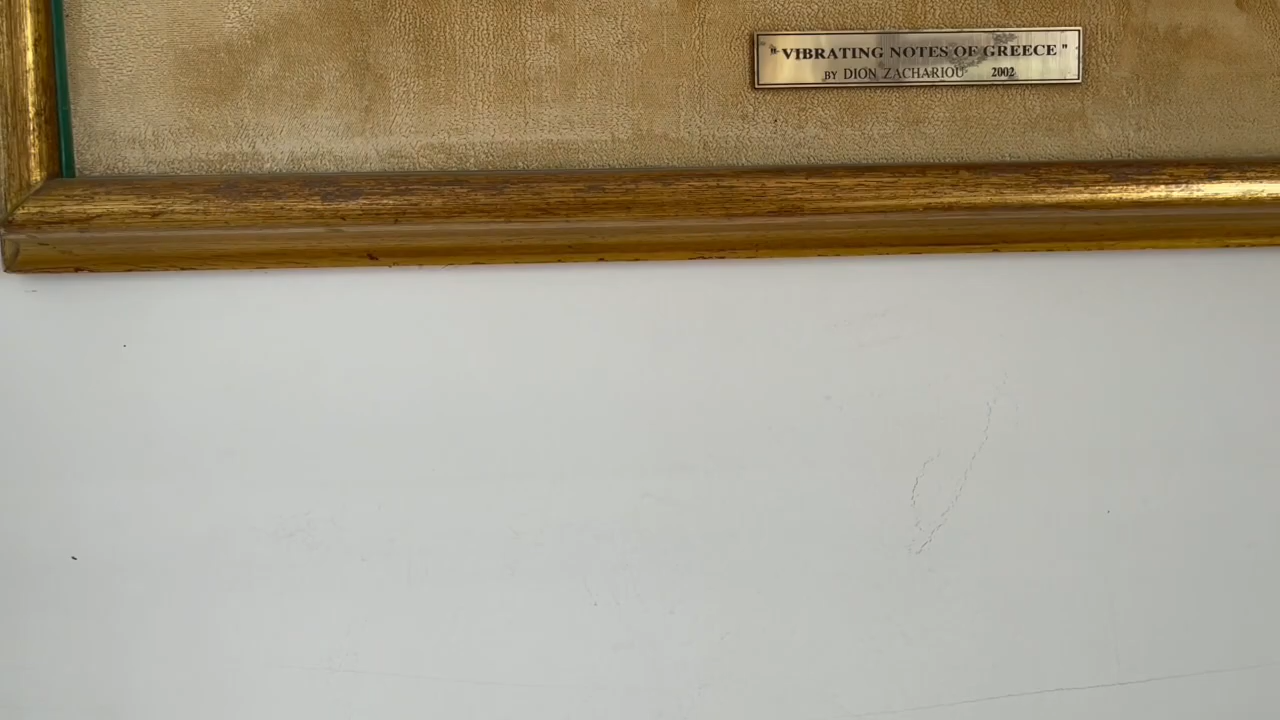 "VIBRATING NOTES OF GREECE"
BY DION ZACHARIOU 2002